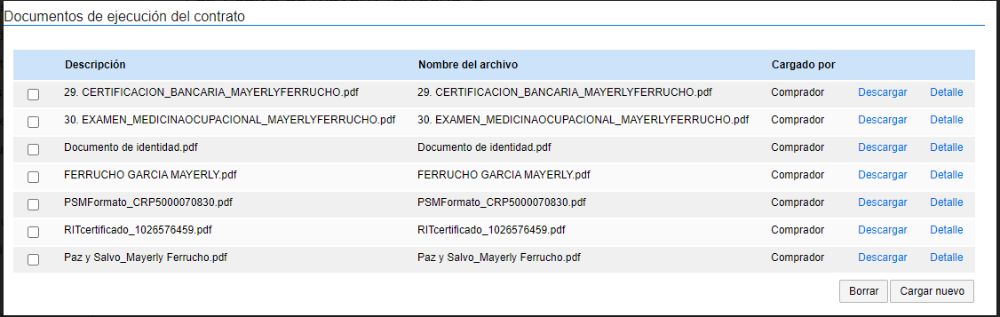 Documentos de ejecución del contrato
Descripción Nombre del archivo Cargado por
29. CERTIFICACION_BANCARIA_MAYERLYFERRUCHO.pdf 29. CERTIFICACION_BANCARIA_MAYERLYFERRUCHO.pdf Comprador Descargar Detalle
30. EXAMEN_MEDICINAOCUPACIONAL_MAYERLYFERRUCHO.pdf 30. EXAMEN_MEDICINAOCUPACIONAL_MAYERLYFERRUCHO.pdf Comprador Descargar Detalle
Documento de identidad.pdf Documento de identidad.pdf Comprador Descargar Detalle
FERRUCHO GARCIA MAYERLY.pdf FERRUCHO GARCIA MAYERLY.pdf Comprador Descargar Detalle
PSMFormato_CRP5000070830.pdf PSMFormato_CRP5000070830.pdf Comprador Descargar Detalle
RITcertificado_1026576459.pdf RITcertificado_1026576459.pdf Comprador Descargar Detalle
Paz y Salvo_Mayerly Ferrucho.pdf Paz y Salvo_Mayerly Ferrucho.pdf Comprador Descargar Detalle
Borrar Cargar nuevo